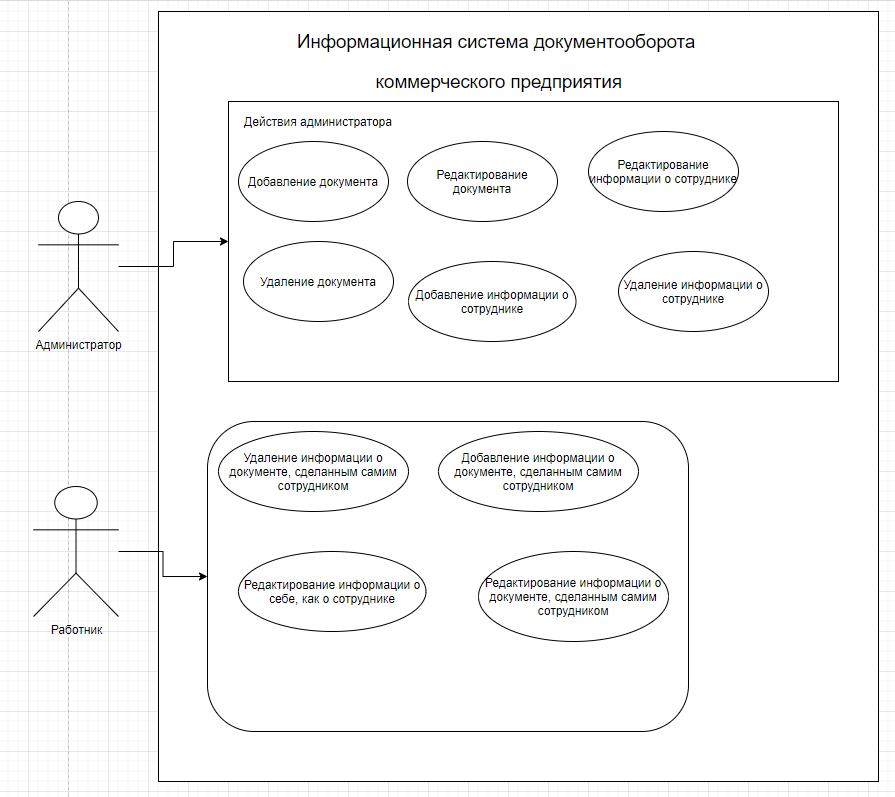 Информационная система документооборота
коммерческого предприятия
Действия администратора
Добавление документа
Редактирование
документа
Редактирование
информации о сотруднике
Удаление документа
Добавление информации о
сотруднике
Удаление информации о
сотруднике
Администратор
Удаление информации о
документе, сделанным самим
сотрудником
Добавление информации о
документе, сделанным самим
сотрудником
Редактирование информации о
себе, как о сотруднике
Редактирование информации о
документе, сделанным самим
сотрудником
Работник